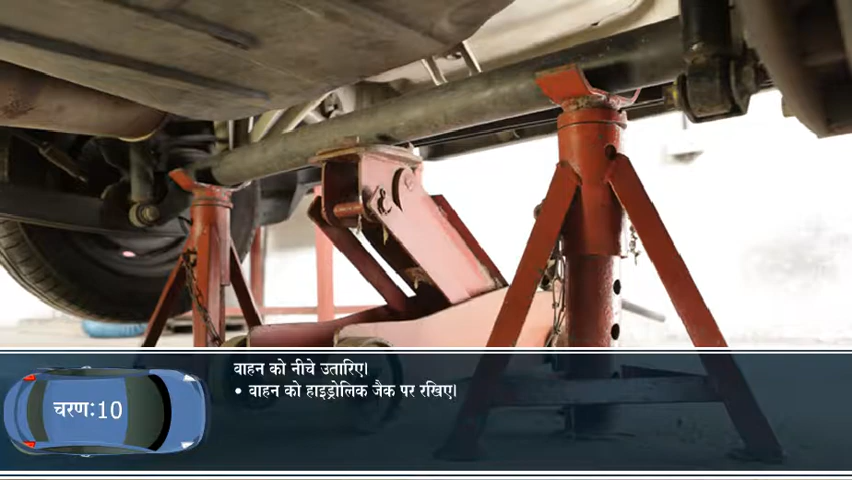 वाहन को नीचे उतारिए।
• वाहन को हाइड्रोलिक जैक पर रखिए।
चरण:10